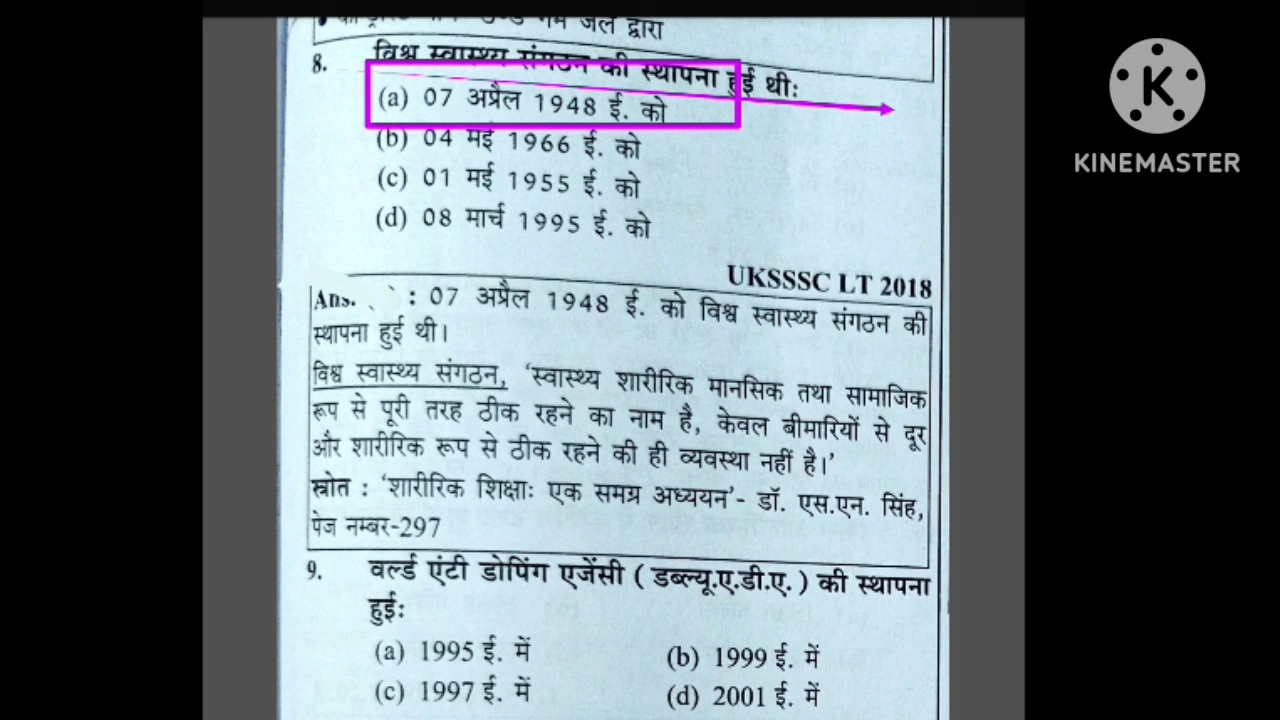 जल द्वारा
8. विश्व स्वास्थ्य संगठन की स्थापना हुई थीः
(a) 07 अप्रैल 1948 ई. को
(b) 04 मई 1966 ई. को
(c) 01 मई 1955 ई. को
(d) 08 मार्च 1995 ई. को
UKSSSC LT 2018
Ans. : 07 अप्रैल 1948 ई. को विश्व स्वास्थ्य संगठन की
स्थापना हुई थी।
विश्व स्वास्थ्य संगठन, ‘स्वास्थ्य शारीरिक मानसिक तथा सामाजिक
रूप से पूरी तरह ठीक रहने का नाम है, केवल बीमारियों से दूर
और शारीरिक रूप से ठीक रहने की ही व्यवस्था नहीं है।’
स्रोत : ‘शारीरिक शिक्षाः एक समग्र अध्ययन’- डॉ. एस.एन. सिंह,
पेज नम्बर-297
9. वर्ल्ड एंटी डोपिंग एजेंसी ( डब्ल्यू.ए.डी.ए. ) की स्थापना
हुईः
(a) 1995 ई. में (b) 1999 ई. में
(c) 1997 ई. में (d) 2001 ई. में
K
KINEMASTER